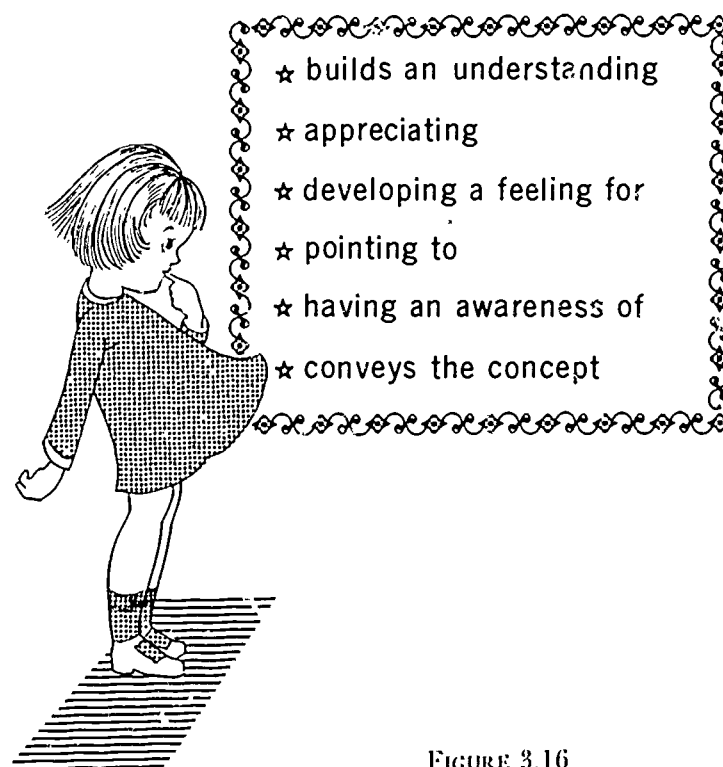 ☆ builds an understanding
☆ appreciating
☆ developing a feeling for
☆ pointing to
☆ having an awareness of
☆ conveys the concept
FIGURE 3.16